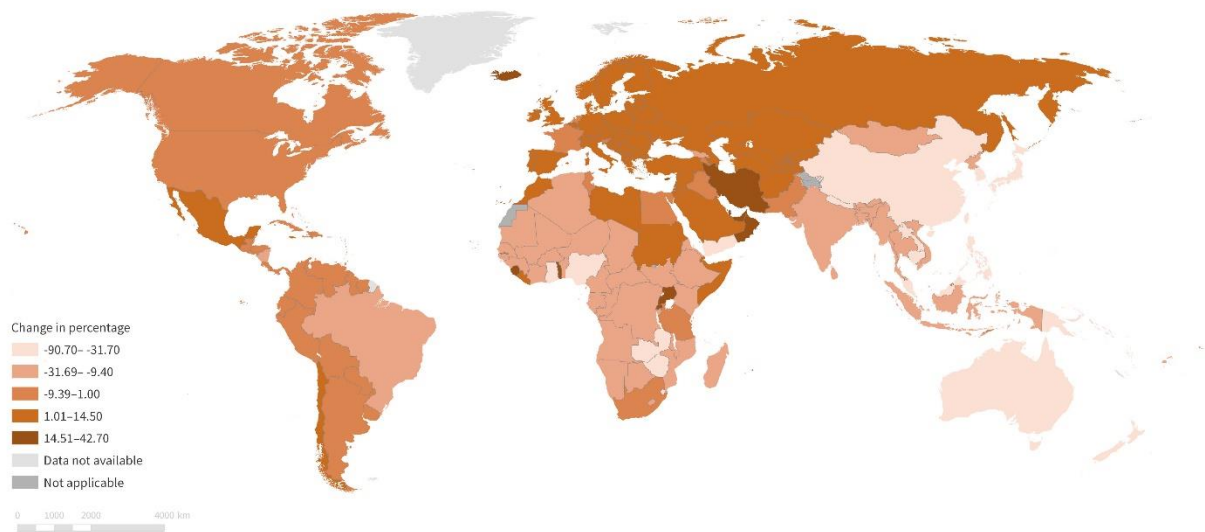 Change in percentage
-90.70– -31.70
-31.69– -9.40
-9.39–1.00
1.01–14.50
14.51–42.70
Data not available
Not applicable
0 1000 2000 4000 km